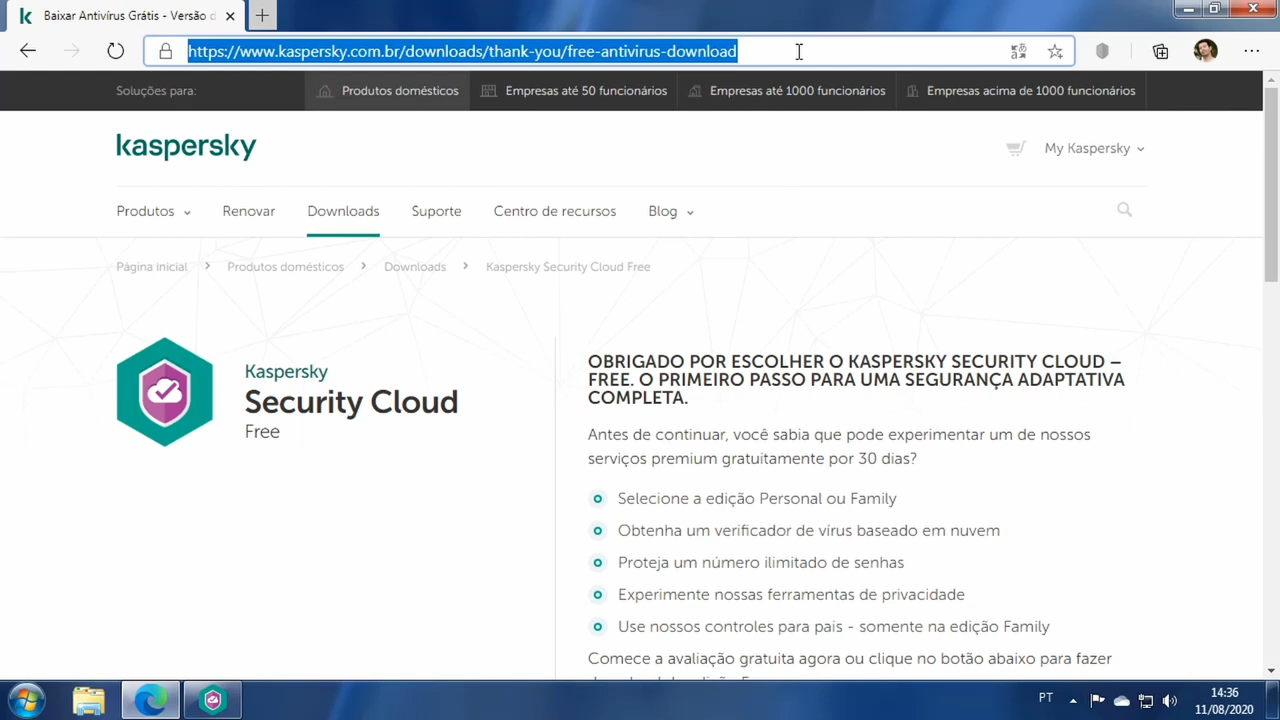 Baixar Antivírus Grátis - Versão d
https://www.kaspersky.com.br/downloads/thank-you/free-antivirus-download
Soluções para:
Produtos domésticos
Empresas até 50 funcionários
Empresas até 1000 funcionários
Empresas acima de 1000 funcionários
kaspersky
My Kaspersky
Produtos
Renovar
Downloads
Suporte
Centro de recursos
Blog
Página inicial
Produtos domésticos
Downloads
Kaspersky Security Cloud Free
Kaspersky
Security Cloud
Free
OBRIGADO POR ESCOLHER O KASPERSKY SECURITY CLOUD –
FREE. O PRIMEIRO PASSO PARA UMA SEGURANÇA ADAPTATIVA
COMPLETA.
Antes de continuar, você sabia que pode experimentar um de nossos
serviços premium gratuitamente por 30 dias?
Selecione a edição Personal ou Family
Obtenha um verificador de vírus baseado em nuvem
Proteja um número ilimitado de senhas
Experimente nossas ferramentas de privacidade
Use nossos controles para pais - somente na edição Family
Comece a avaliação gratuita agora ou clique no botão abaixo para fazer
PT
14:36
11/08/2020